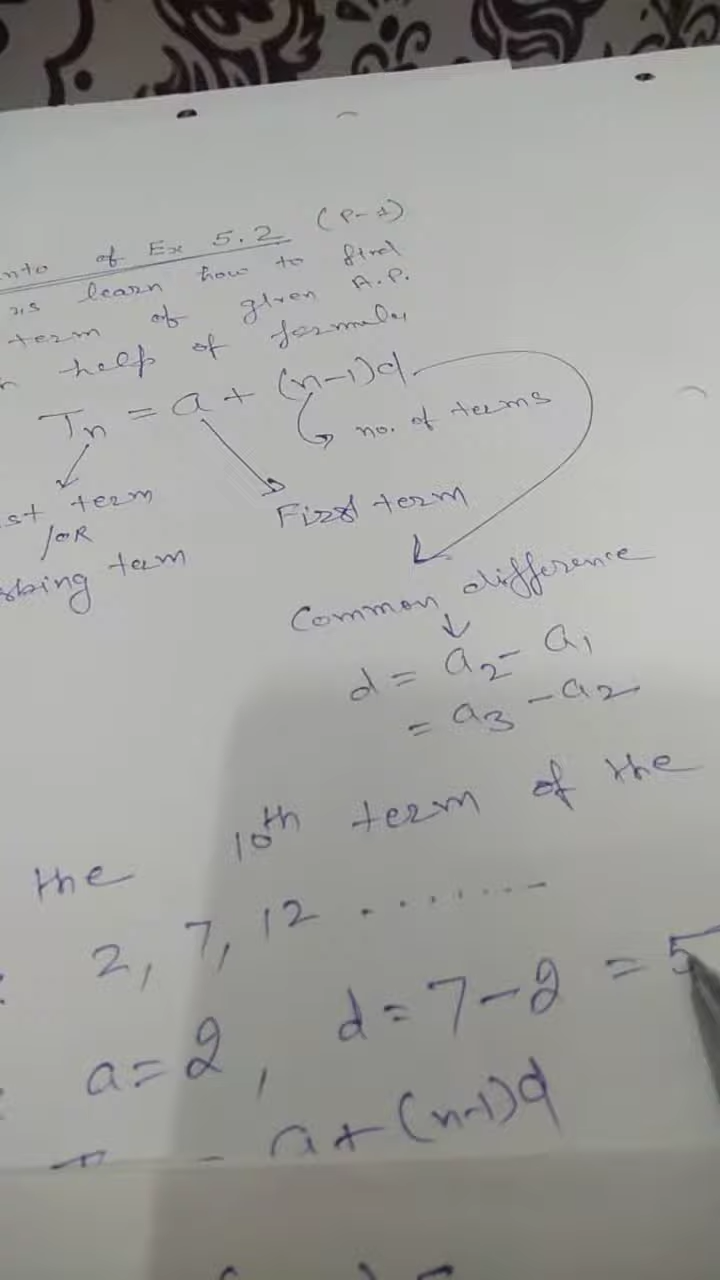 of Ex 5.2 (P-1)
learn how to find
term of given A.P.
help of formula,
Tn = a + (n-1)d
no. of terms
First term
st term
/OR
term
Common difference
d = a2 - a1
= a3 - a2
the 10th term of the
2, 7, 12 ........
a = 2, d = 7 - 2 = 5
a + (n-1)d